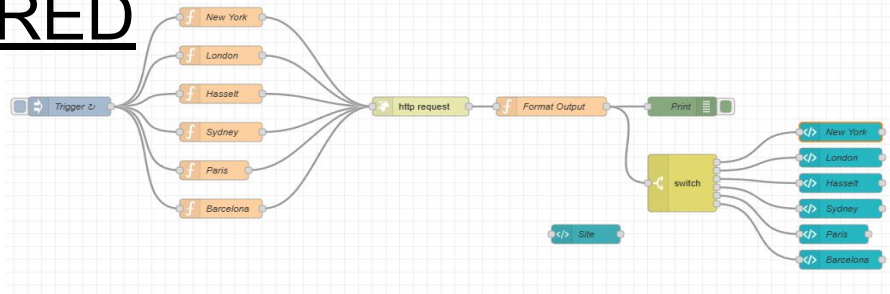 RED
New York
London
Hasselt
Sydney
Paris
Barcelona
Trigger ↻
http request
Format Output
Print
switch
Site
New York
London
Hasselt
Sydney
Paris
Barcelona